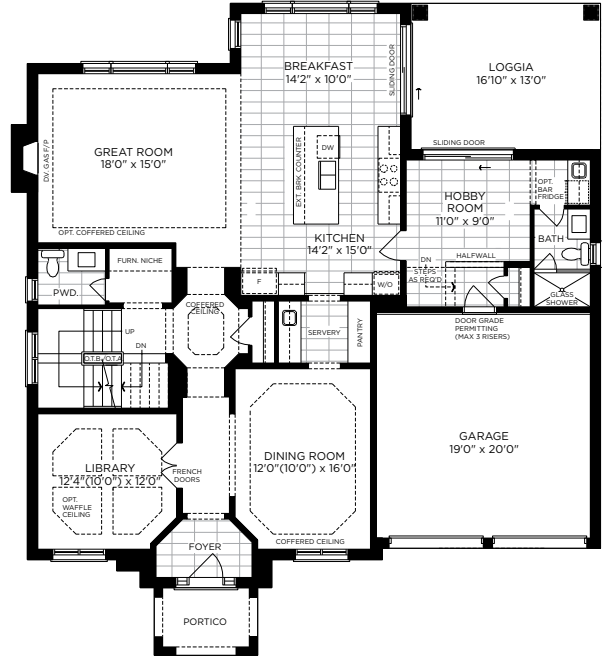 BREAKFAST
14'2" x 10'0"
SLIDING DOOR
LOGGIA
16'10" x 13'0"
SLIDING DOOR
DV. GAS F/P
GREAT ROOM
18'0" x 15'0"
OPT. COFFERED CEILING
EXT. BRK COUNTER
DW
KITCHEN
14'2" x 15'0"
HOBBY
ROOM
11'0" x 9'0"
OPT.
BAR
FRIDGE
BATH
HALFWALL
DN
STEPS
AS REQ'D
GLASS
SHOWER
FURN. NICHE
PWD.
F
W/O
COFFERED
CEILING
SERVERY
PANTRY
DOOR GRADE
PERMITTING
(MAX 3 RISERS)
UP
DN
O.T.B.
O.T.A
GARAGE
19'0" x 20'0"
LIBRARY
12'4"(10'0") x 12'0"
OPT.
WAFFLE
CEILING
FRENCH
DOORS
DINING ROOM
12'0"(10'0") x 16'0"
COFFERED CEILING
FOYER
PORTICO